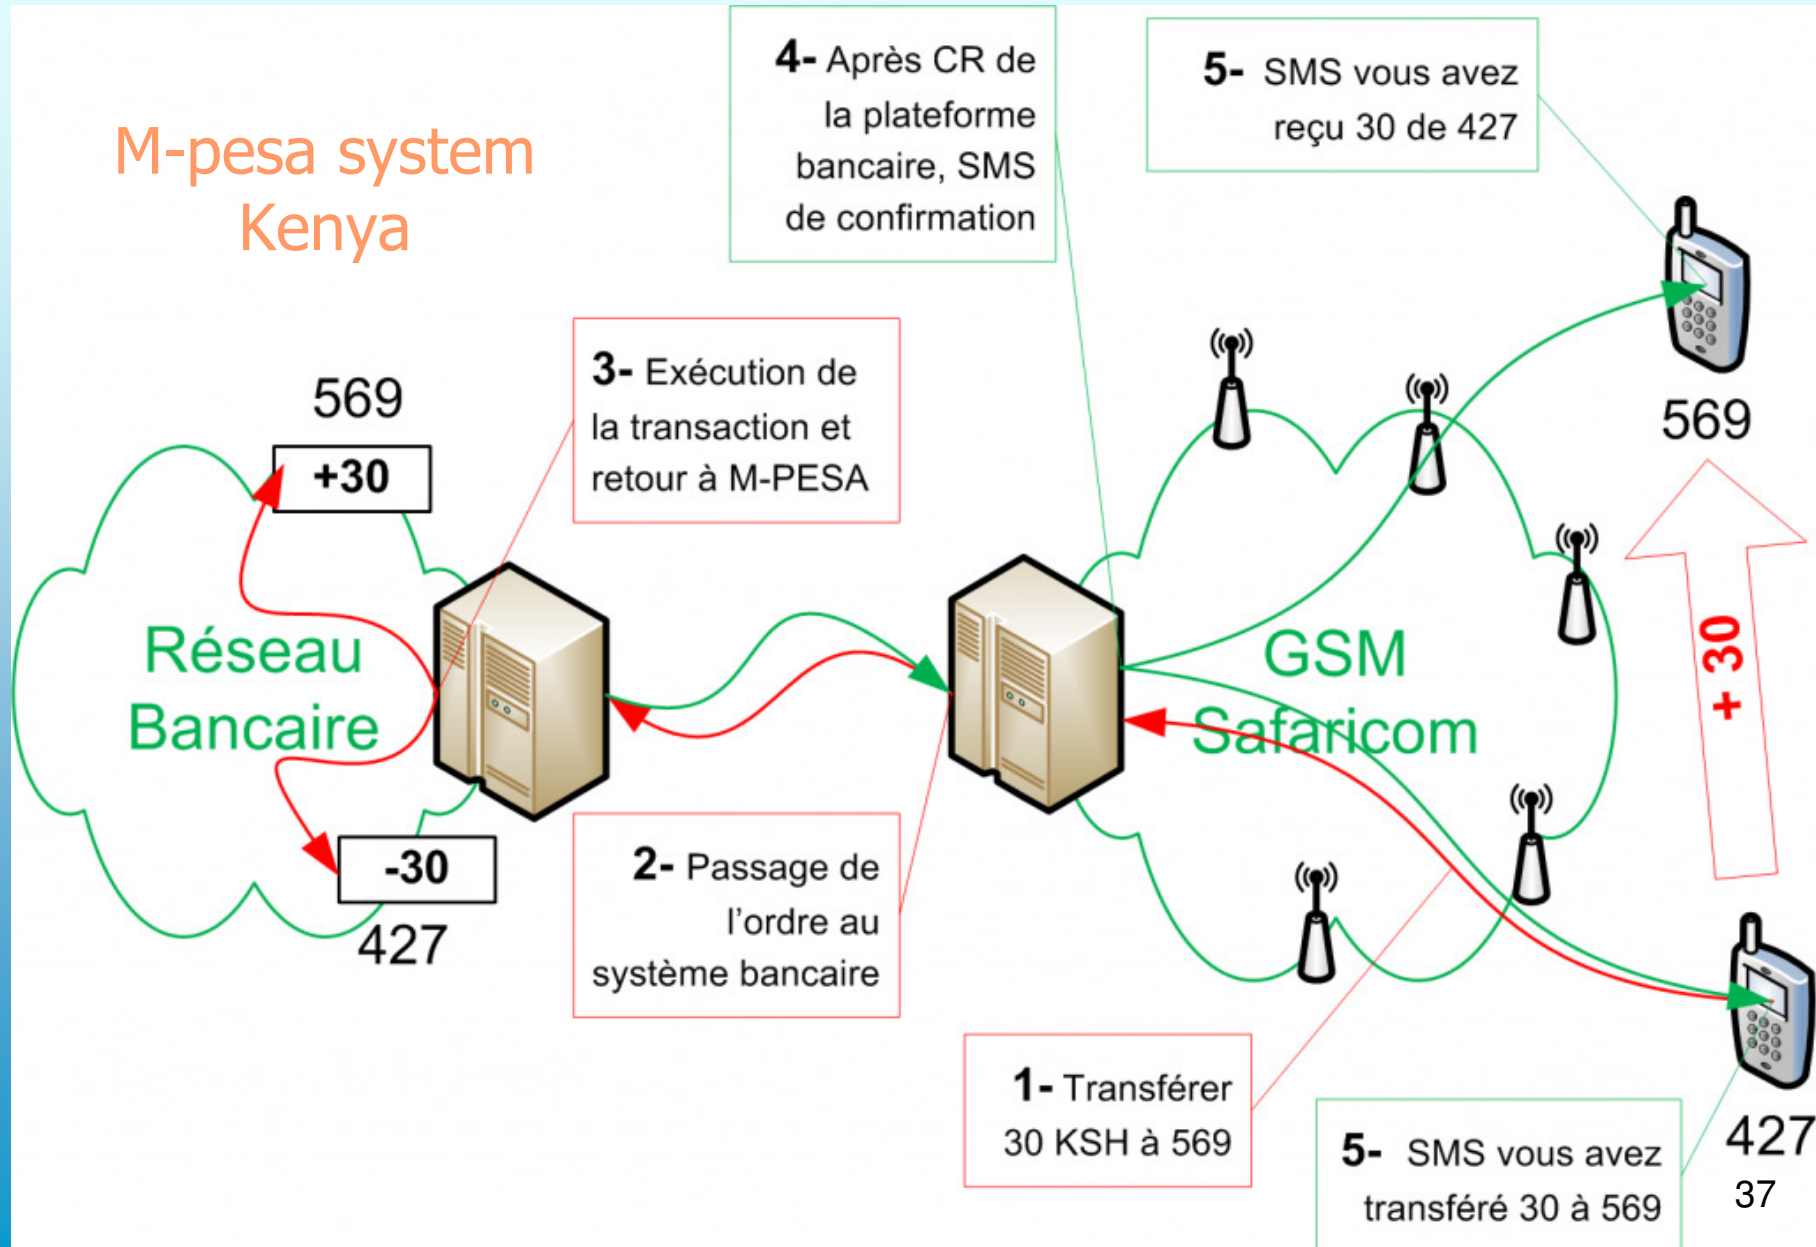 M-pesa system
Kenya
4- Après CR de
la plateforme
bancaire, SMS
de confirmation
5- SMS vous avez
reçu 30 de 427
569
3- Exécution de
la transaction et
retour à M-PESA
569
+30
Réseau
Bancaire
GSM
Safaricom
+ 30
-30
427
2- Passage de
l'ordre au
système bancaire
1- Transférer
30 KSH à 569
5- SMS vous avez
transféré 30 à 569
427
37